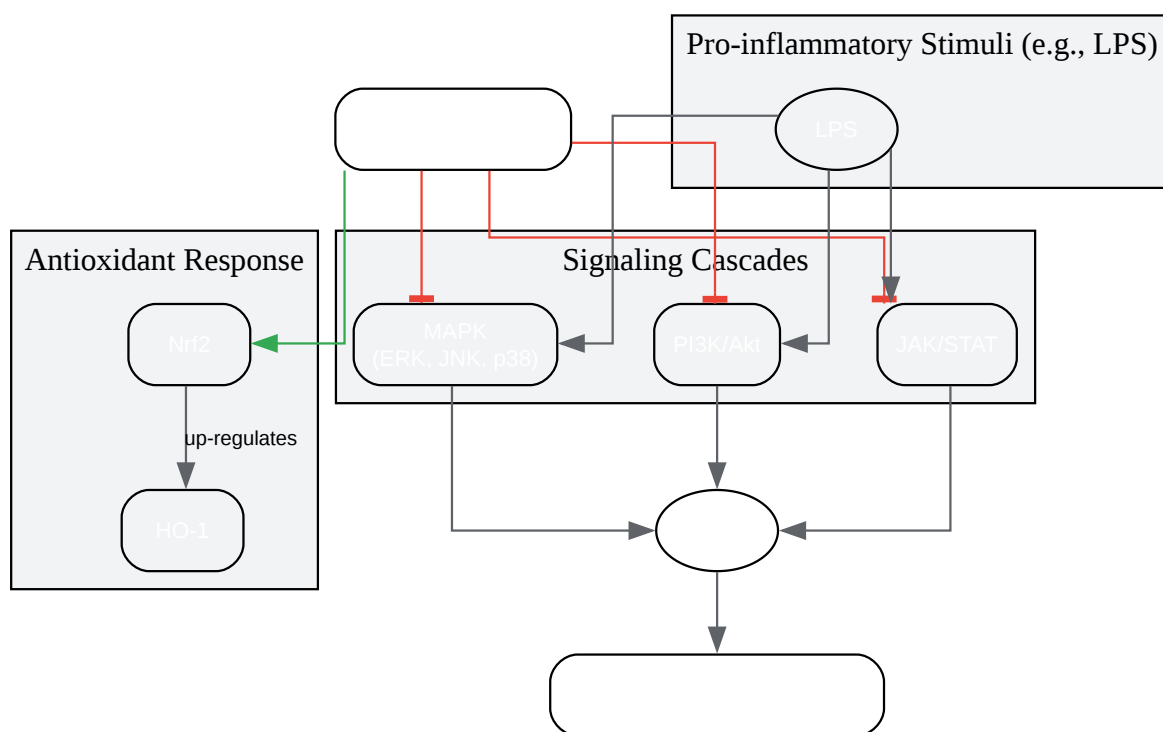 Pro-inflammatory Stimuli (e.g., LPS)
LPS
Antioxidant Response
Signaling Cascades
Nrf2
MAPK
(ERK, JNK, p38)
PI3K/Akt
JAK/STAT
up-regulates
HO-1